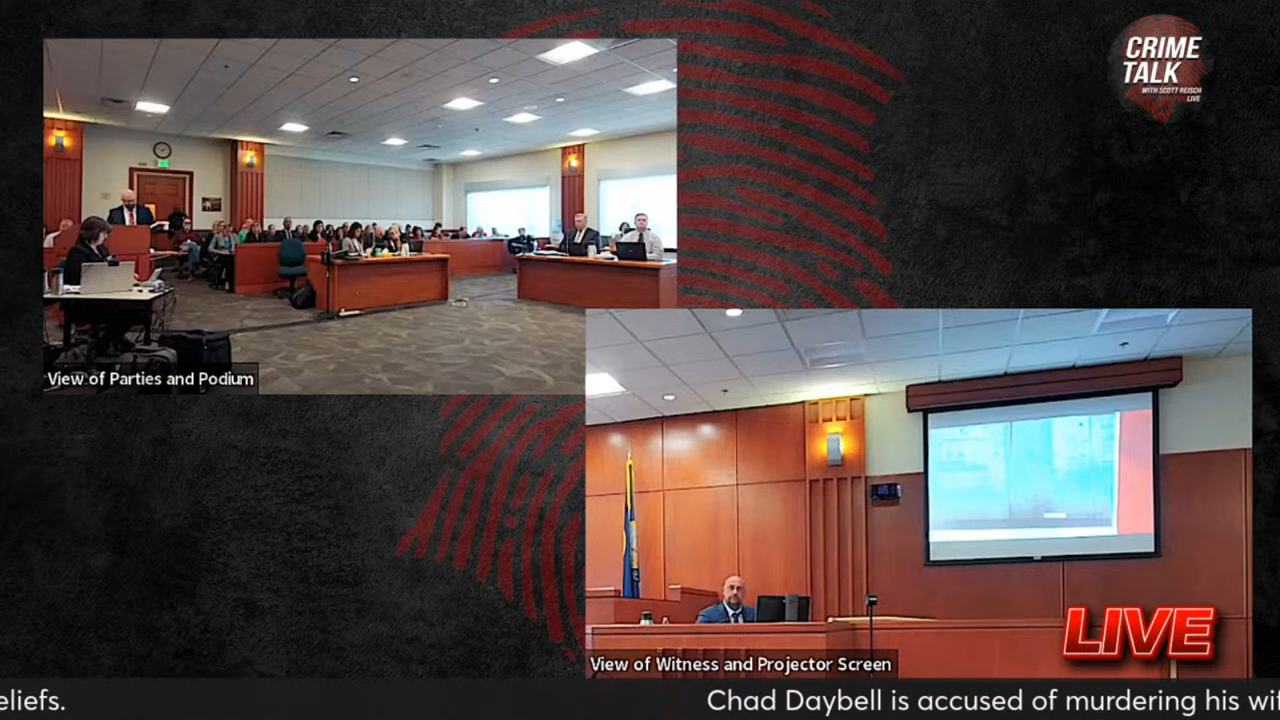 CRIME
TALK
WITH SCOTT REISCH
LIVE
View of Parties and Podium
View of Witness and Projector Screen
LIVE
eliefs.
Chad Daybell is accused of murdering his wif